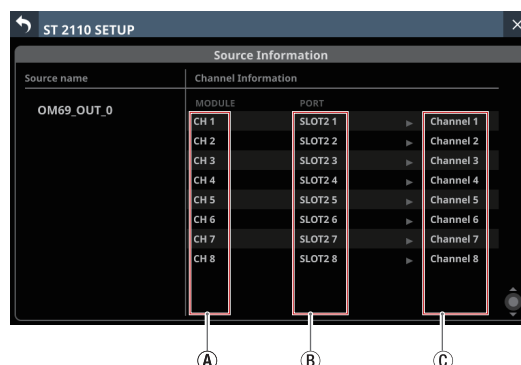 ST 2110 SETUP
Source Information
Source name Channel Information
OM69_OUT_0
MODULE PORT
CH 1 SLOT2 1 ► Channel 1
CH 2 SLOT2 2 ► Channel 2
CH 3 SLOT2 3 ► Channel 3
CH 4 SLOT2 4 ► Channel 4
CH 5 SLOT2 5 ► Channel 5
CH 6 SLOT2 6 ► Channel 6
CH 7 SLOT2 7 ► Channel 7
CH 8 SLOT2 8 ► Channel 8
Ⓐ Ⓑ Ⓒ